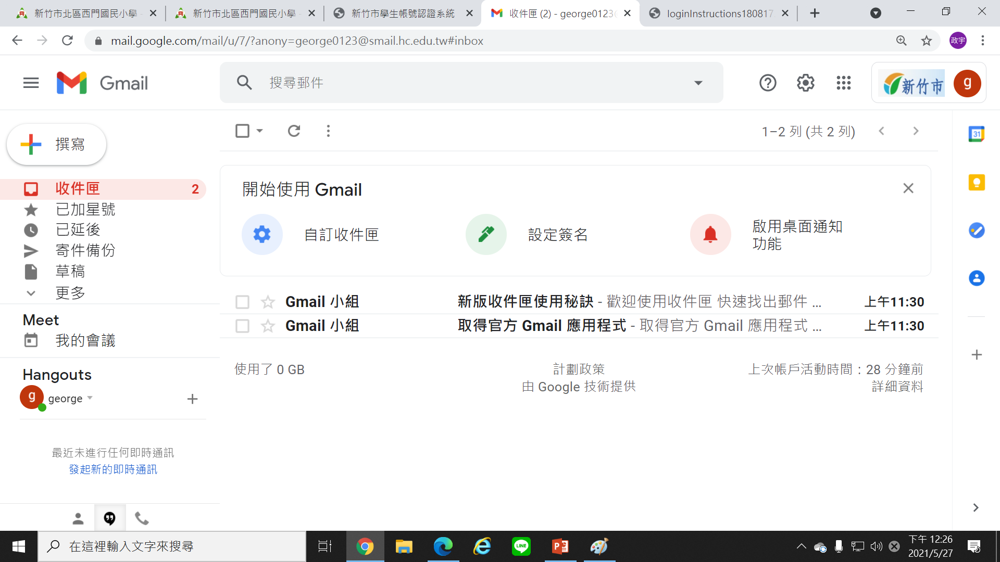 新竹市北區西門國民小學 -
新竹市北區西門國民小學 -
新竹市學生帳號認證系統
收件匣 (2) - george0123
loginInstructions180817
mail.google.com/mail/u/7/?anony=george0123@smail.hc.edu.tw#inbox
政宇
Gmail
搜尋郵件
新竹市
g
撰寫
1–2 列 (共 2 列)
31
收件匣 2
已加星號
已延後
寄件備份
草稿
更多
開始使用 Gmail
自訂收件匣
設定簽名
啟用桌面通知
功能
Gmail 小組 新版收件匣使用秘訣 - 歡迎使用收件匣 快速找出郵件 ... 上午11:30
Gmail 小組 取得官方 Gmail 應用程式 - 取得官方 Gmail 應用程式 ... 上午11:30
Meet
我的會議
Hangouts
g george
使用了 0 GB
計劃政策
由 Google 技術提供
上次帳戶活動時間：28 分鐘前
詳細資料
最近未進行任何即時通訊
發起新的即時通訊
在這裡輸入文字來搜尋
LINE
P
下午 12:26
2021/5/27